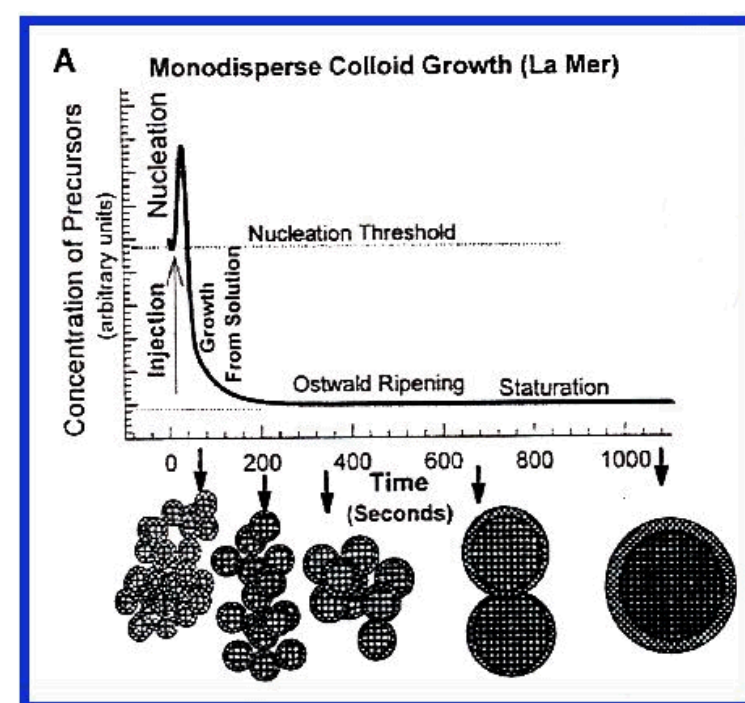 A
Monodisperse Colloid Growth (La Mer)
Concentration of Precursors
(arbitrary units)
Nucleation
Nucleation Threshold
Injection
Growth
From Solution
Ostwald Ripening
Staturation
0 200 400 600 800 1000
Time
(Seconds)